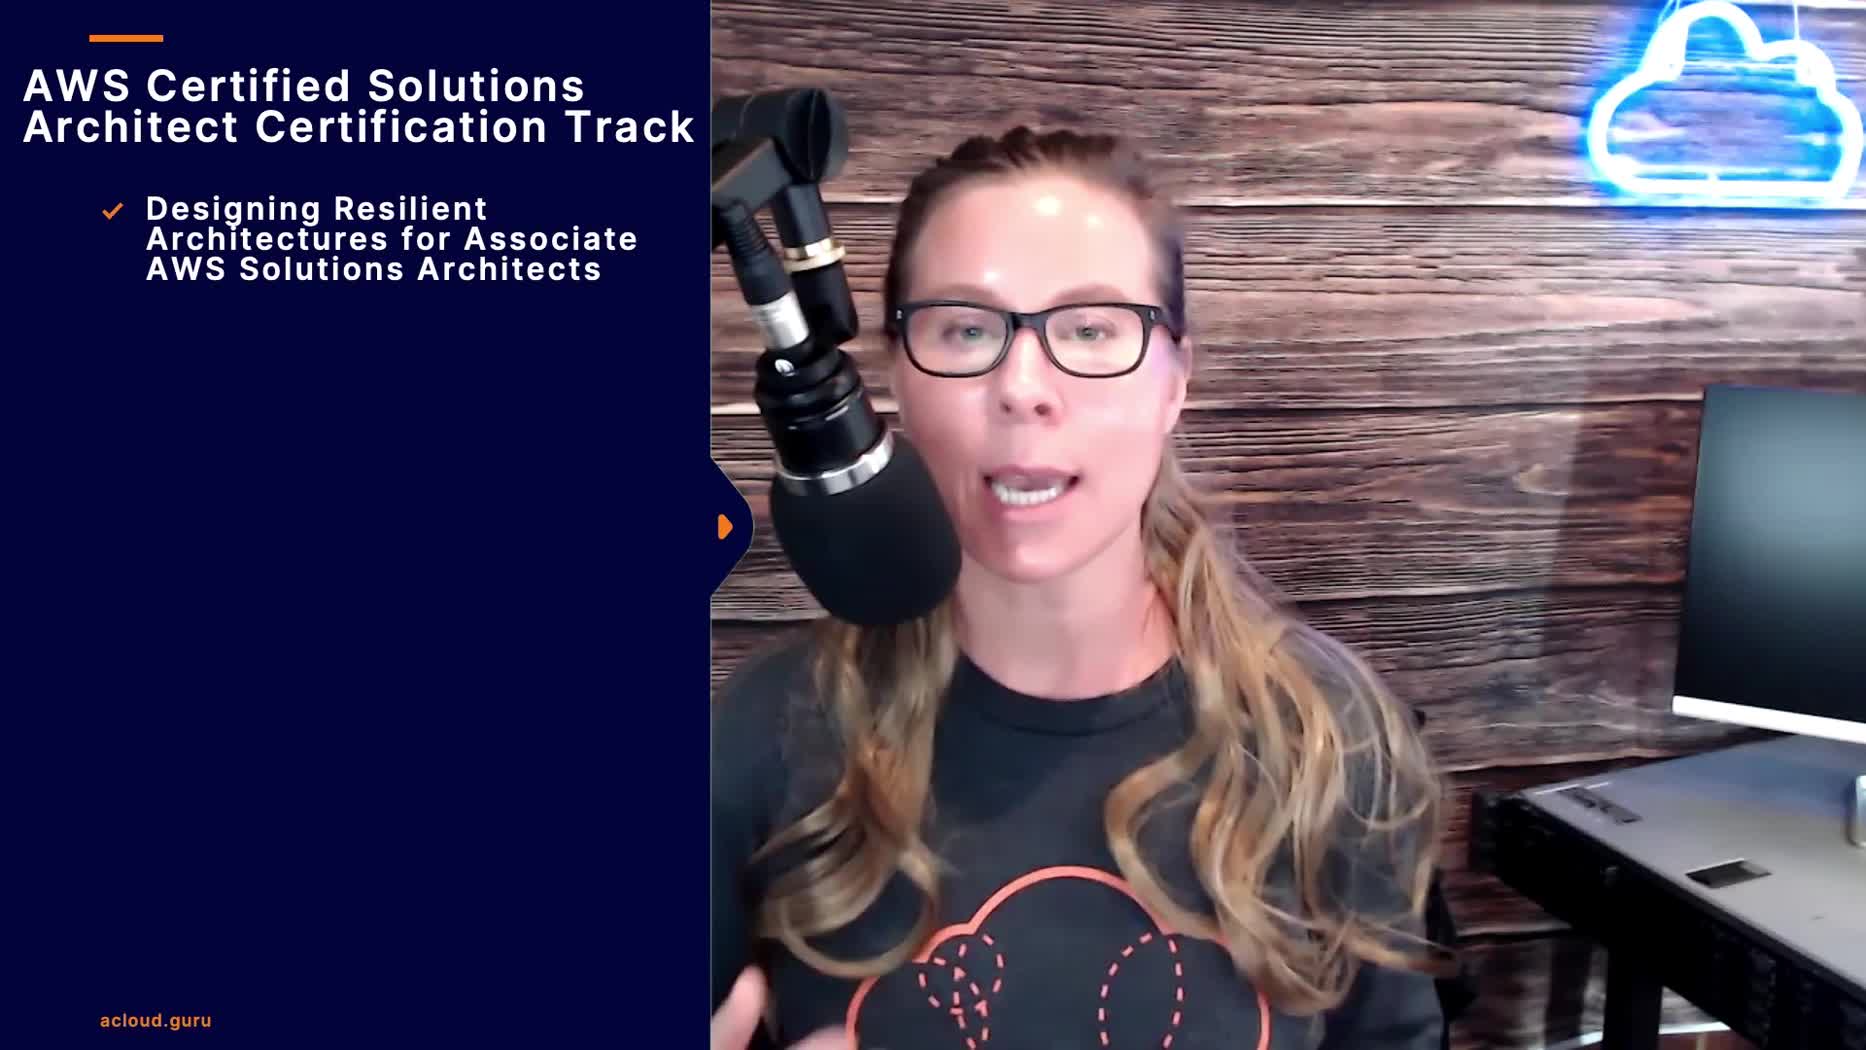 AWS Certified Solutions
Architect Certification Track
Designing Resilient
Architectures for Associate
AWS Solutions Architects
acloud.guru